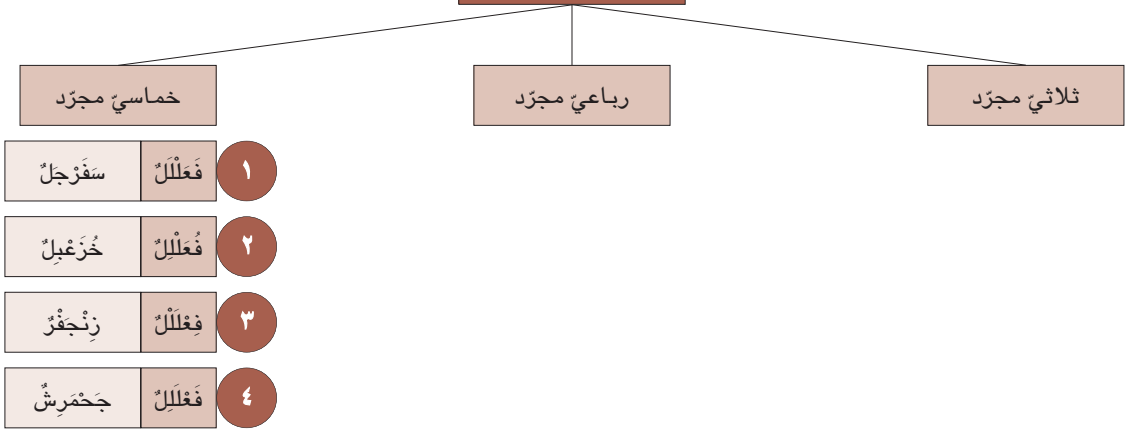 ثلاثيّ مجرّد
رباعيّ مجرّد
خماسيّ مجرّد
١ فَعَلْلَلٌ سَفَرْجَلٌ
٢ فُعَلْلِلٌ خُزَعْبِلٌ
٣ فِعْلَلْلٌ زِنْجَفْرٌ
٤ فَعْلَلِلٌ جَحْمَرِشٌ